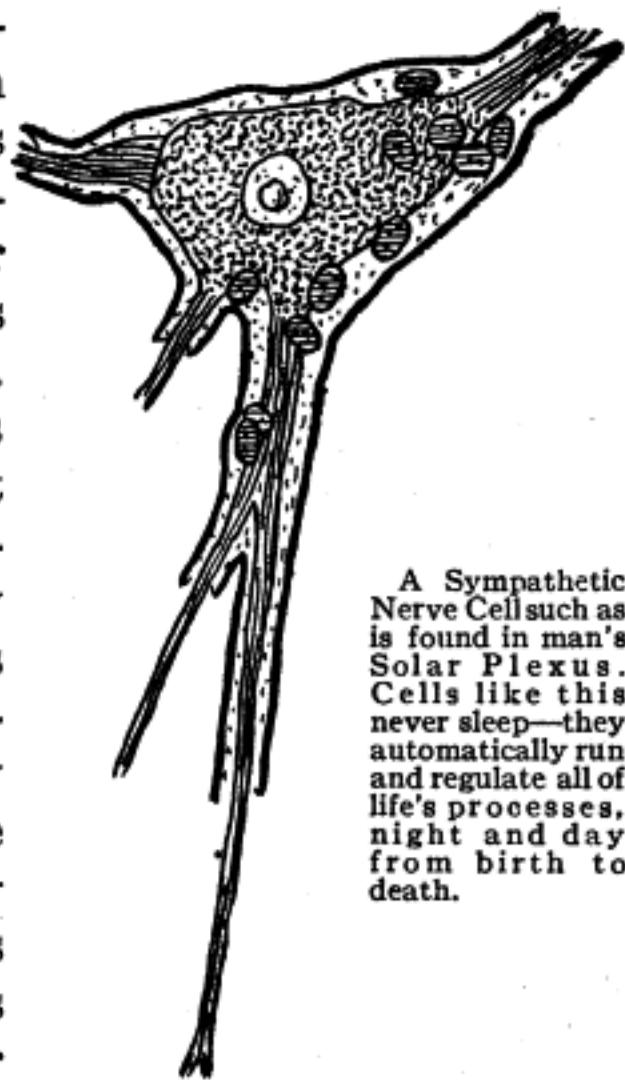 A Sympathetic
Nerve Cell such as
is found in man's
Solar Plexus.
Cells like this
never sleep—they
automatically run
and regulate all of
life's processes,
night and day
from birth to
death.